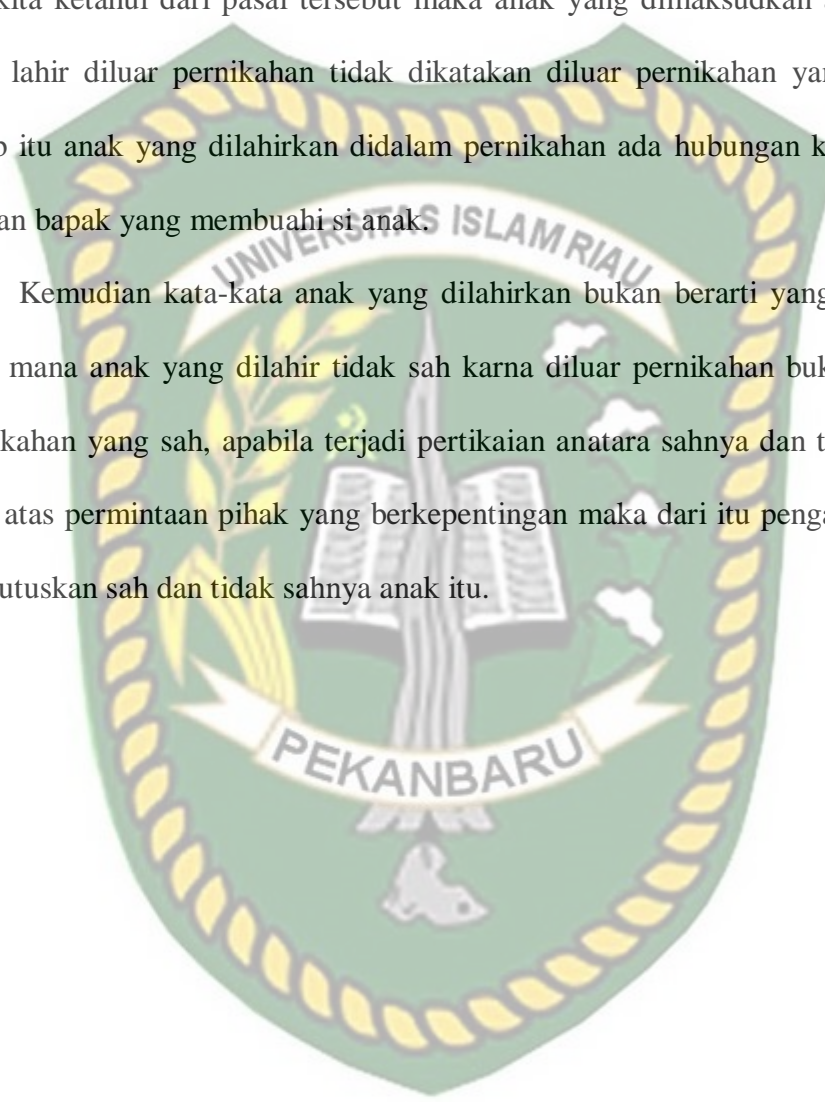 kita ketahui dari pasal tersebut maka anak yang dimaksudkan
lahir diluar pernikahan tidak dikatakan diluar pernikahan yan
itu anak yang dilahirkan didalam pernikahan ada hubungan k
an bapak yang membuahi si anak.
UNIVERSITAS ISLAM RIAU
Kemudian kata-kata anak yang dilahirkan bukan berarti yang
mana anak yang dilahir tidak sah karna diluar pernikahan buk
kahan yang sah, apabila terjadi pertikaian anatara sahnya dan t
atas permintaan pihak yang berkepentingan maka dari itu penga
utuskan sah dan tidak sahnya anak itu.
PEKANBARU